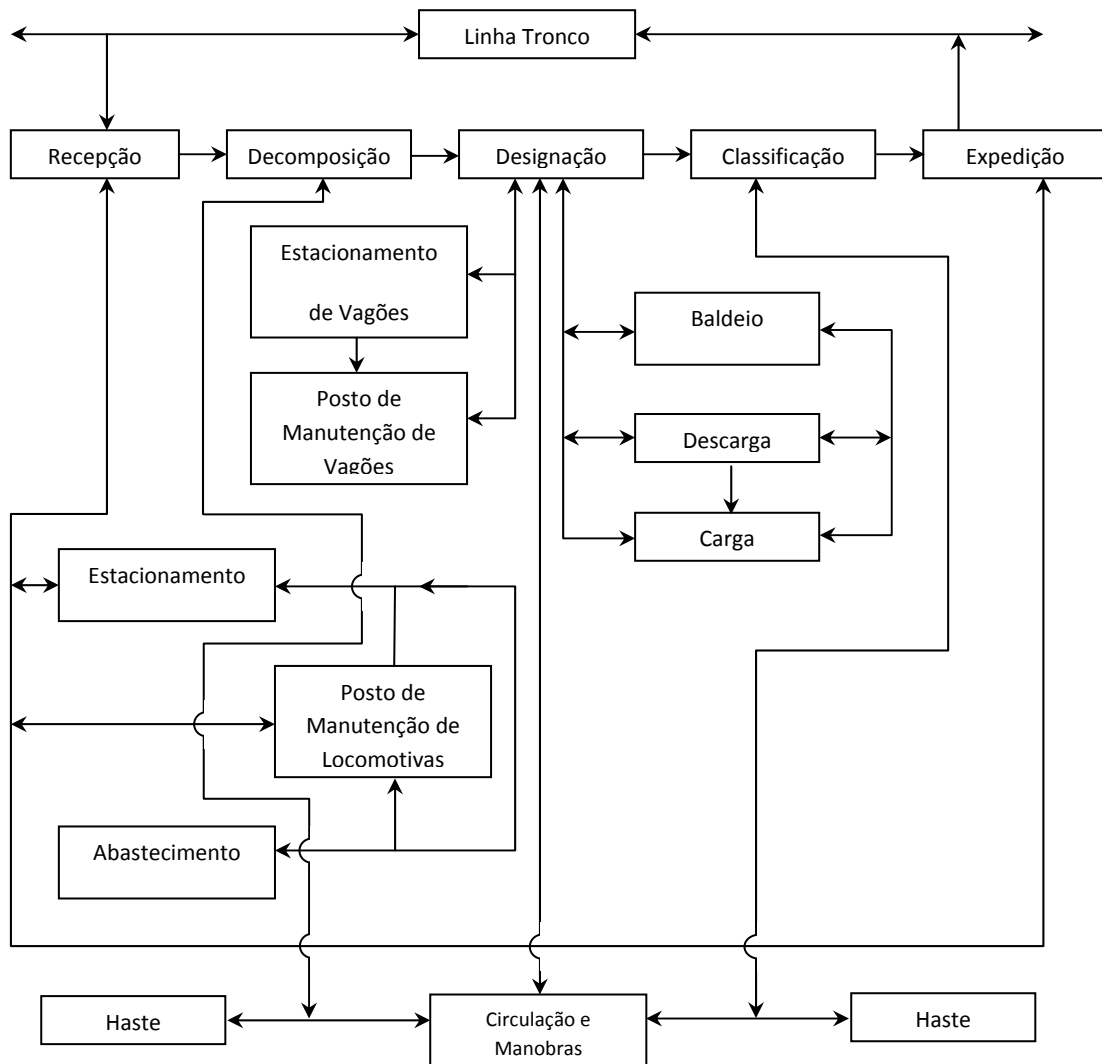 Linha Tronco
Recepção
Decomposição
Designação
Classificação
Expedição
Estacionamento
de Vagões
Baldeio
Posto de
Manutenção de
Vagões
Descarga
Carga
Estacionamento
Posto de
Manutenção de
Locomotivas
Abastecimento
Haste
Circulação e
Manobras
Haste